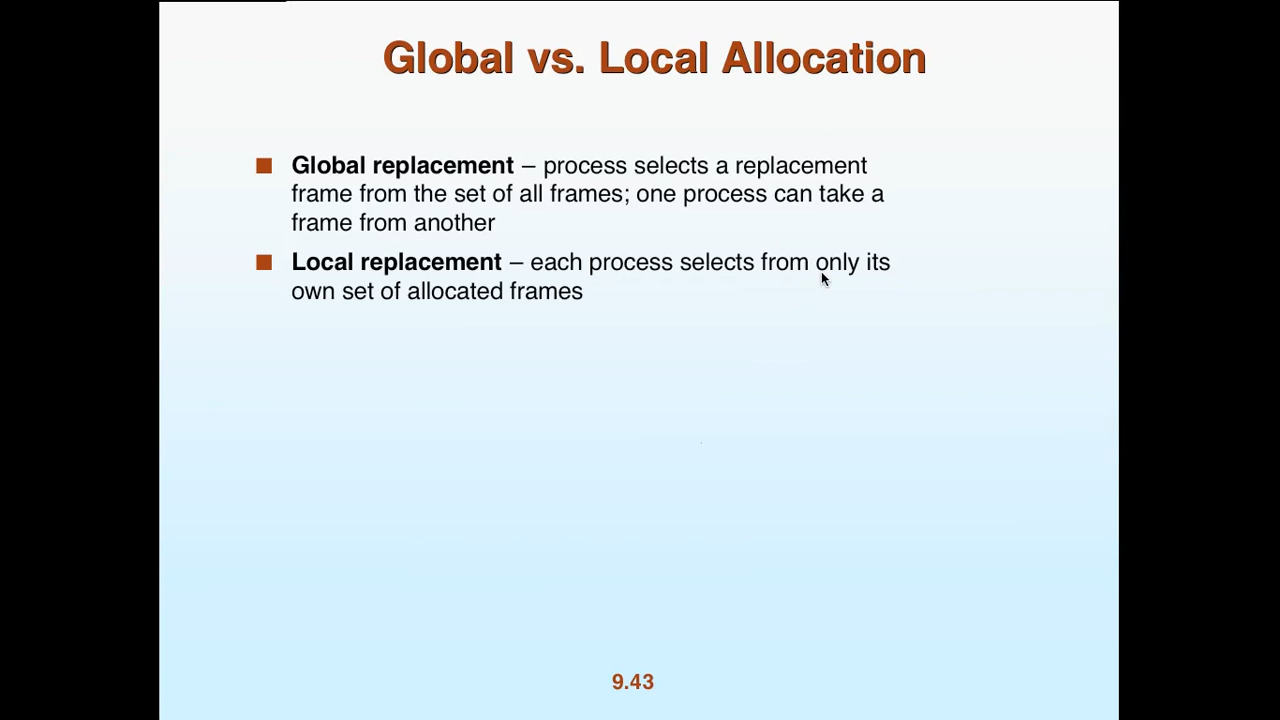 Global vs. Local Allocation
Global replacement – process selects a replacement
frame from the set of all frames; one process can take a
frame from another
Local replacement – each process selects from only its
own set of allocated frames
9.43